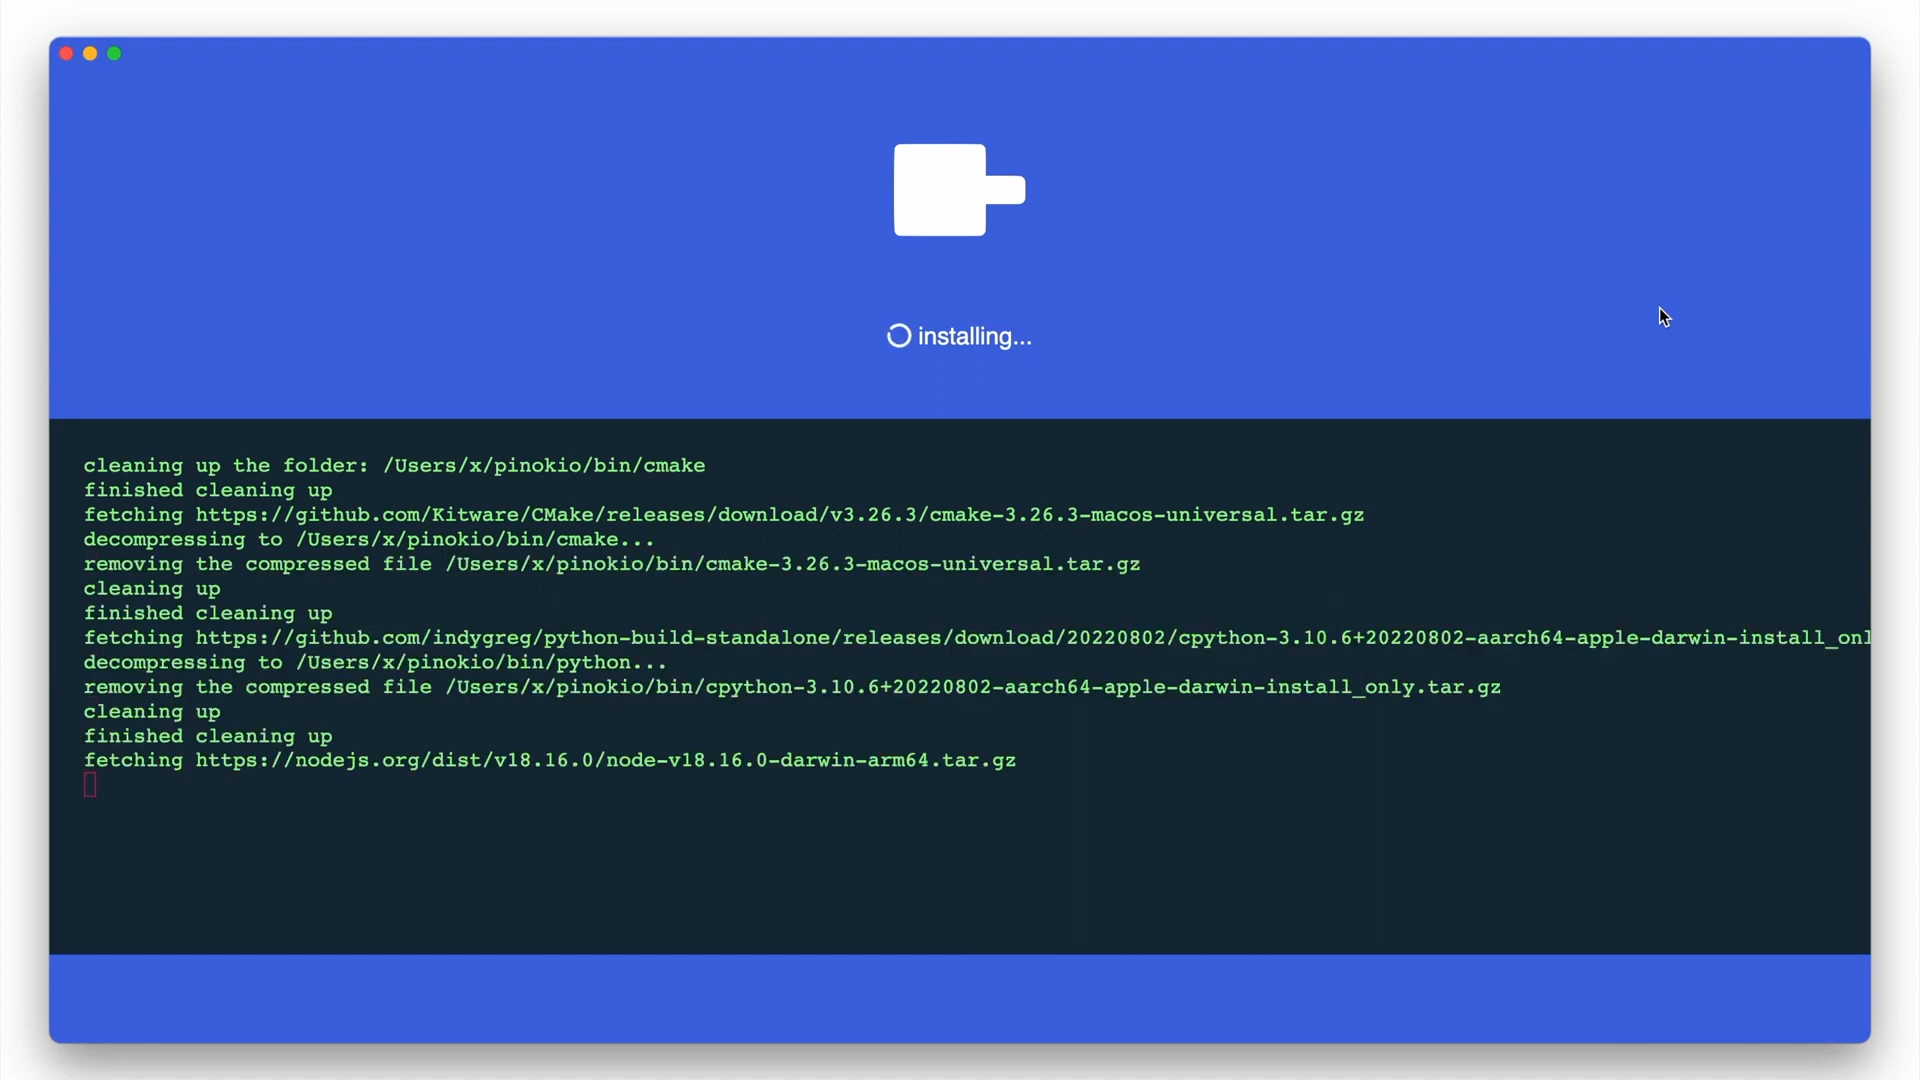 installing...
cleaning up the folder: /Users/x/pinokio/bin/cmake
finished cleaning up
fetching https://github.com/Kitware/CMake/releases/download/v3.26.3/cmake-3.26.3-macos-universal.tar.gz
decompressing to /Users/x/pinokio/bin/cmake...
removing the compressed file /Users/x/pinokio/bin/cmake-3.26.3-macos-universal.tar.gz
cleaning up
finished cleaning up
fetching https://github.com/indygreg/python-build-standalone/releases/download/20220802/cpython-3.10.6+20220802-aarch64-apple-darwin-install_onl
decompressing to /Users/x/pinokio/bin/python...
removing the compressed file /Users/x/pinokio/bin/cpython-3.10.6+20220802-aarch64-apple-darwin-install_only.tar.gz
cleaning up
finished cleaning up
fetching https://nodejs.org/dist/v18.16.0/node-v18.16.0-darwin-arm64.tar.gz